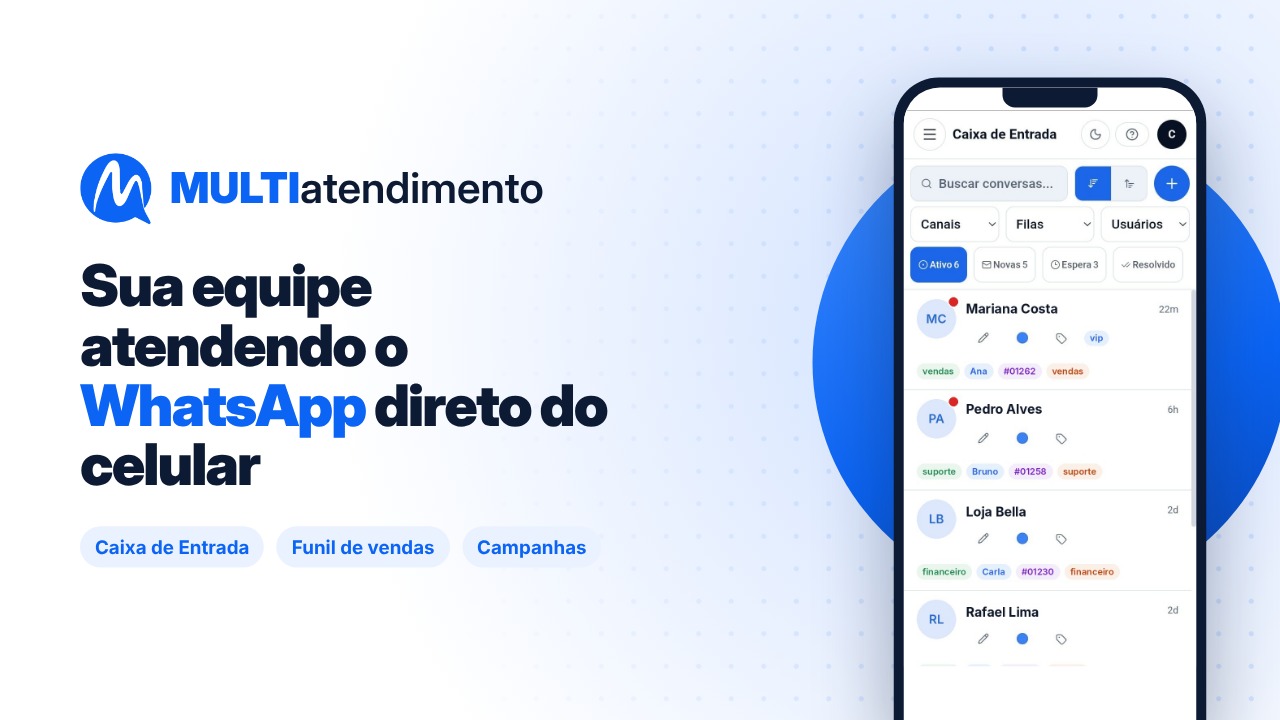 MULTIatendimento
Sua equipe
atendendo o
WhatsApp direto do
celular
Caixa de Entrada Funil de vendas Campanhas
Caixa de Entrada C
Buscar conversas...
Canais Filas Usuários
Ativo 6 Novas 5 Espera 3 Resolvido
MC Mariana Costa 22m
vip
vendas Ana #01262 vendas
PA Pedro Alves 6h
suporte Bruno #01258 suporte
LB Loja Bella 2d
financeiro Carla #01230 financeiro
RL Rafael Lima 2d